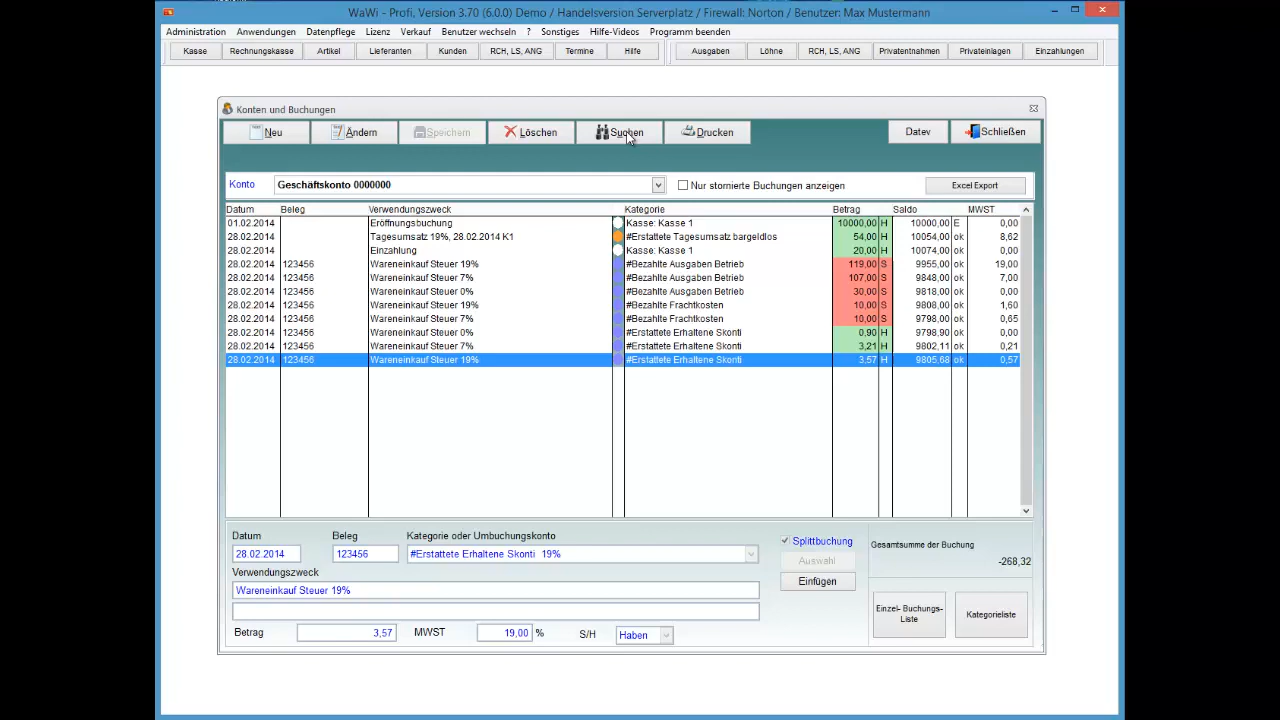 WaWi - Profi, Version 3.70 (6.0.0) Demo / Handelsversion Serverplatz / Firewall: Norton / Benutzer: Max Mustermann
Administration Anwendungen Datenpflege Lizenz Verkauf Benutzer wechseln ? Sonstiges Hilfe-Videos Programm beenden
Kasse Rechnungskasse Artikel Lieferanten Kunden RCH, LS, ANG Termine Hilfe Ausgaben Löhne RCH, LS, ANG Privatentnahmen Privateinlagen Einzahlungen
Konten und Buchungen
Neu Ändern Speichern Löschen Suchen Drucken Datev Schließen
Konto Geschäftskonto 0000000 Nur stornierte Buchungen anzeigen Excel Export
Datum Beleg Verwendungszweck Kategorie Betrag Saldo MWST
01.02.2014 Eröffnungsbuchung Kasse: Kasse 1 10000,00 H 10000,00 E 0,00
28.02.2014 Tagesumsatz 19%, 28.02.2014 K1 #Erstattete Tagesumsatz bargeldlos 54,00 H 10054,00 ok 8,62
28.02.2014 Einzahlung Kasse: Kasse 1 20,00 H 10074,00 ok 0,00
28.02.2014 123456 Wareneinkauf Steuer 19% #Bezahlte Ausgaben Betrieb 119,00 S 9955,00 ok 19,00
28.02.2014 123456 Wareneinkauf Steuer 7% #Bezahlte Ausgaben Betrieb 107,00 S 9848,00 ok 7,00
28.02.2014 123456 Wareneinkauf Steuer 0% #Bezahlte Ausgaben Betrieb 30,00 S 9818,00 ok 0,00
28.02.2014 123456 Wareneinkauf Steuer 19% #Bezahlte Frachtkosten 10,00 S 9808,00 ok 1,60
28.02.2014 123456 Wareneinkauf Steuer 7% #Bezahlte Frachtkosten 10,00 S 9798,00 ok 0,65
28.02.2014 123456 Wareneinkauf Steuer 0% #Erstattete Erhaltene Skonti 0,90 H 9798,90 ok 0,00
28.02.2014 123456 Wareneinkauf Steuer 7% #Erstattete Erhaltene Skonti 3,21 H 9802,11 ok 0,21
28.02.2014 123456 Wareneinkauf Steuer 19% #Erstattete Erhaltene Skonti 3,57 H 9805,68 ok 0,57
Datum Beleg Kategorie oder Umbuchungskonto
28.02.2014 123456 #Erstattete Erhaltene Skonti 19%
Splittbuchung
Auswahl
Einfügen
Gesamtsumme der Buchung
-268,32
Verwendungszweck
Wareneinkauf Steuer 19%
Betrag 3,57 MWST 19,00 % S/H Haben
Einzel- Buchungs-
Liste
Kategorieliste